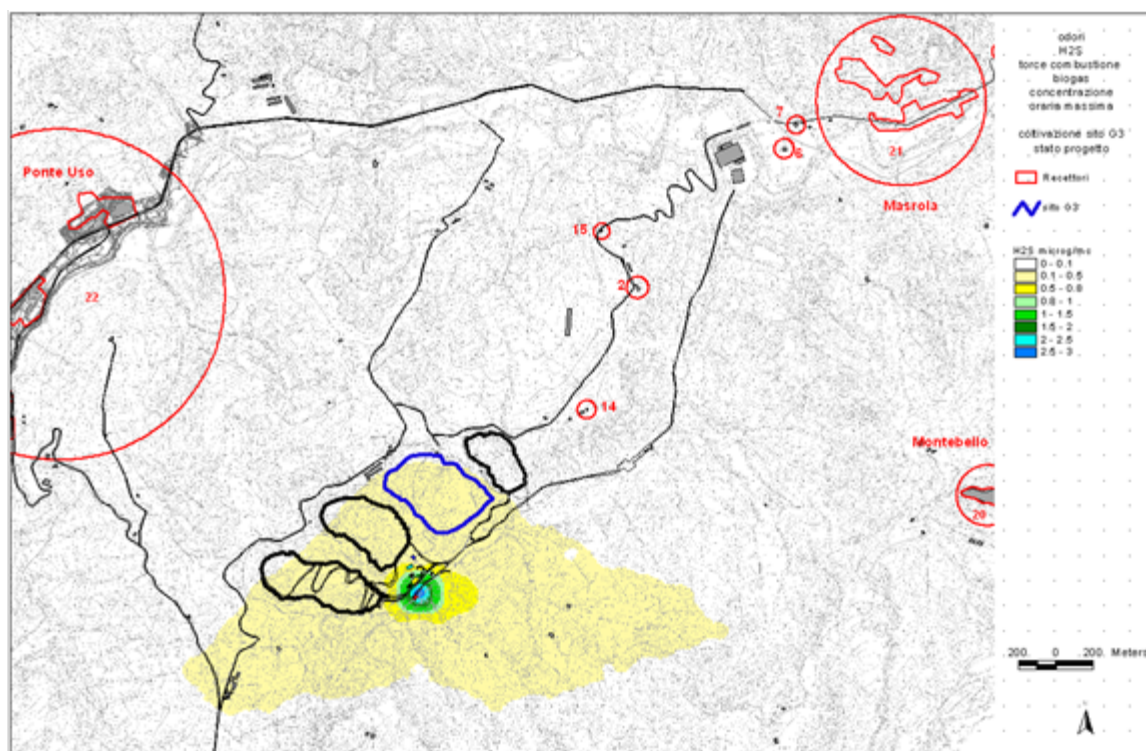 odori
H2S
torce combustione
biogas
concentrazione
oraria massima
coltivazione sito G3
stato progetto
Recettori
sito G3
H2S microg/mc
0 - 0.1
0.1 - 0.5
0.5 - 0.8
0.8 - 1
1 - 1.5
1.5 - 2
2 - 2.5
2.5 - 3
200 0 200 Meters
Ponte Uso
22
7
6
21
Masrola
15
2
14
Montebello
20